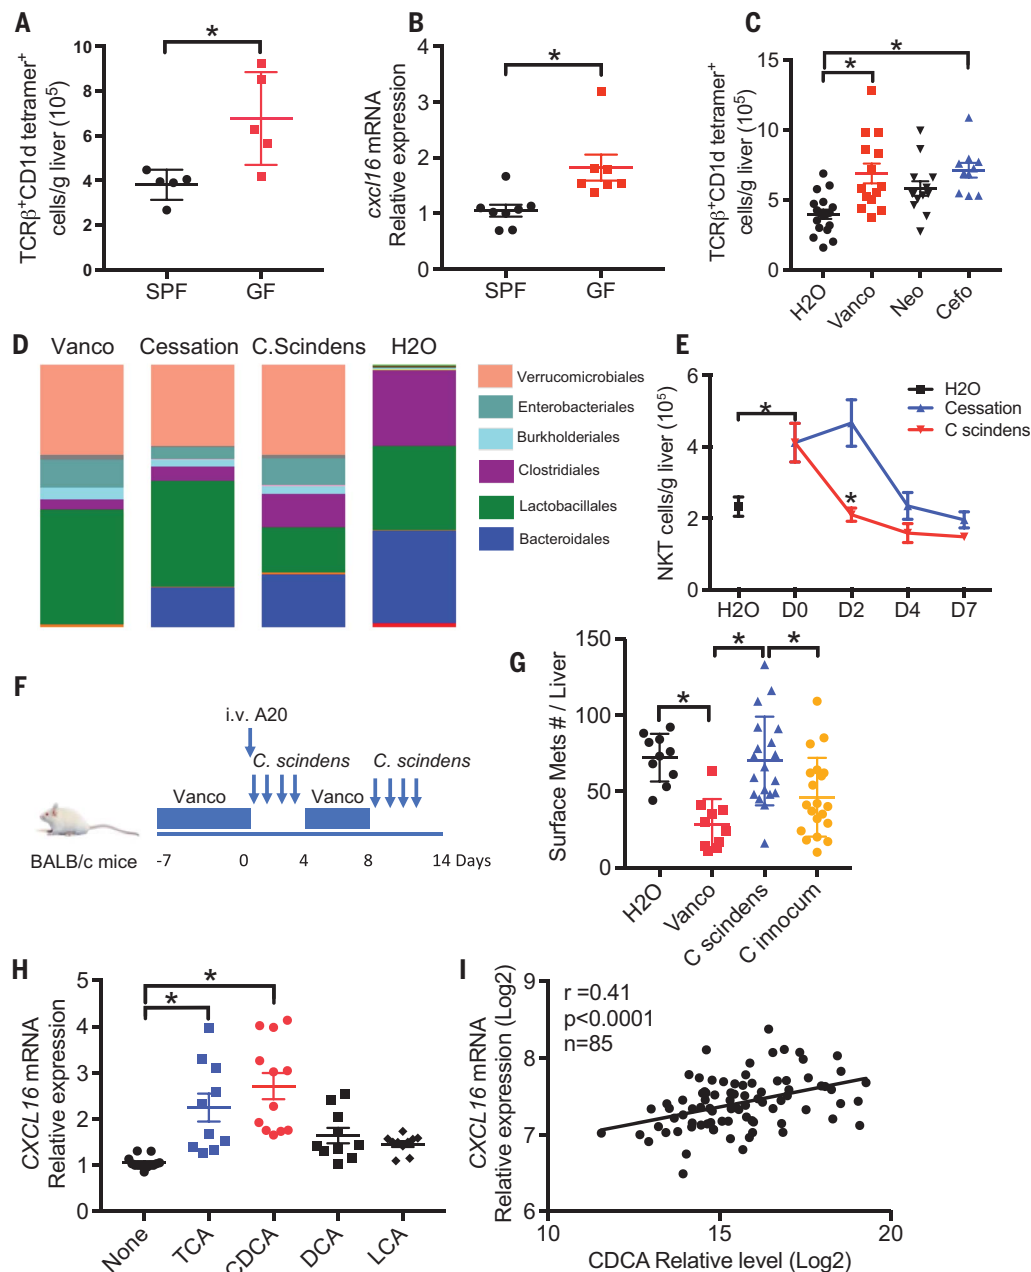 A
TCRβ+CD1d tetramer+
cells/g liver (10^5)
10
8
6
4
2
0
*
SPF
GF
B
cxcl16 mRNA
Relative expression
4
3
2
1
0
*
SPF
GF
C
TCRβ+CD1d tetramer+
cells/g liver (10^5)
15
10
5
0
*
*
H2O
Vanco
Neo
Cefo
D
Vanco
Cessation
C.Scindens
H2O
Verrucomicrobiales
Enterobacteriales
Burkholderiales
Clostridiales
Lactobacillales
Bacteroidales
E
NKT cells/g liver (10^5)
6
4
2
0
*
*
H2O
Cessation
C scindens
H2O
D0
D2
D4
D7
F
i.v. A20
C. scindens
Vanco
Vanco
BALB/c mice
-7
0
4
8
14 Days
G
Surface Mets # / Liver
150
100
50
0
*
*
*
H2O
Vanco
C scindens
C innocum
H
CXCL16 mRNA
Relative expression
5
4
3
2
1
0
*
*
None
TCA
CDCA
DCA
LCA
I
CXCL16 mRNA
Relative expression (Log2)
9
8
7
6
r =0.41
p<0.0001
n=85
10
15
20
CDCA Relative level (Log2)